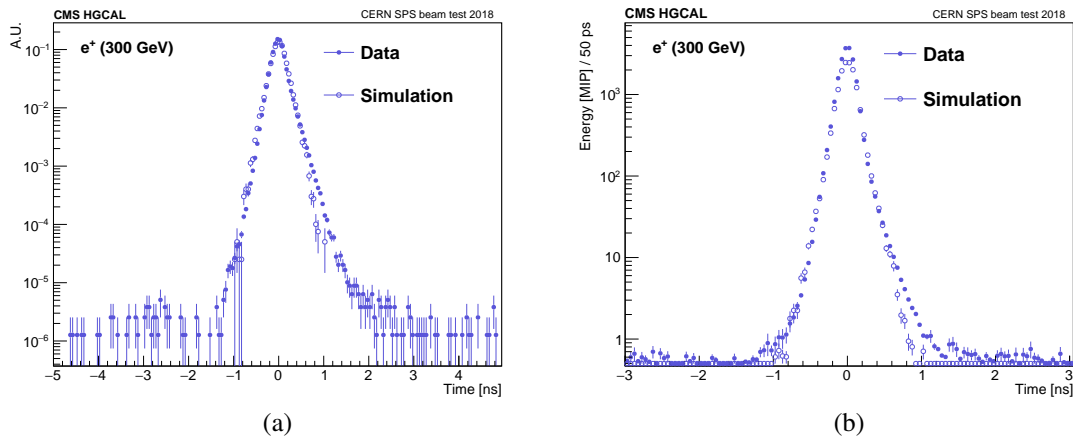 CMS HGCAL CERN SPS beam test 2018
A.U.
e⁺ (300 GeV)
Data
Simulation
10⁻¹
10⁻²
10⁻³
10⁻⁴
10⁻⁵
10⁻⁶
−5 −4 −3 −2 −1 0 1 2 3 4
Time [ns]
(a)
CMS HGCAL CERN SPS beam test 2018
Energy [MIP] / 50 ps
e⁺ (300 GeV)
Data
Simulation
10³
10²
10
1
−3 −2 −1 0 1 2 3
Time [ns]
(b)